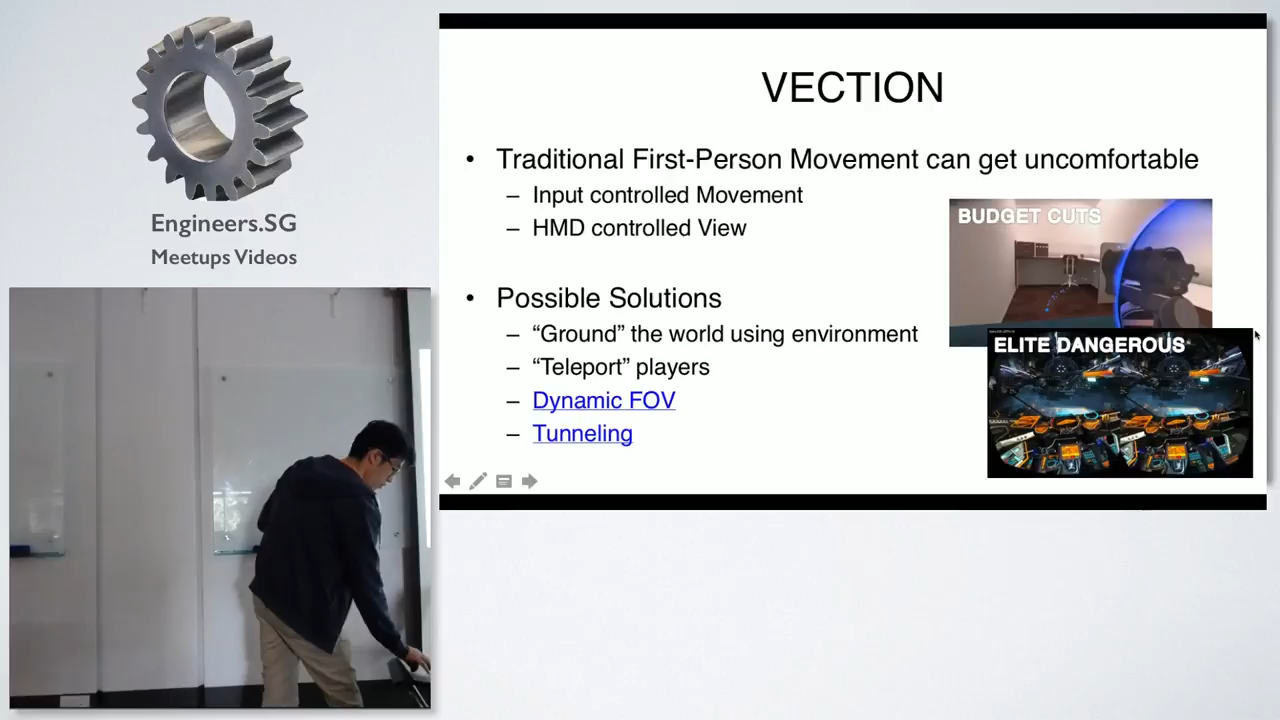 Engineers.SG
Meetups Videos
VECTION
• Traditional First-Person Movement can get uncomfortable
– Input controlled Movement
– HMD controlled View
• Possible Solutions
– “Ground” the world using environment
– “Teleport” players
– Dynamic FOV
– Tunneling
BUDGET CUTS
ELITE DANGEROUS